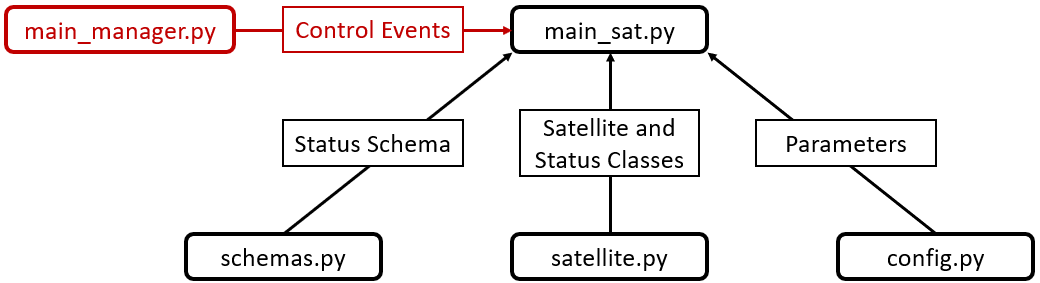 main_manager.py
Control Events
main_sat.py
Status Schema
Satellite and
Status Classes
Parameters
schemas.py
satellite.py
config.py